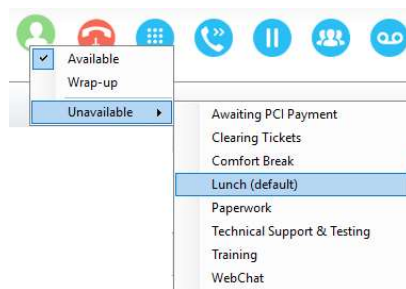 Available
Wrap-up
Unavailable
Awaiting PCI Payment
Clearing Tickets
Comfort Break
Lunch (default)
Paperwork
Technical Support & Testing
Training
WebChat